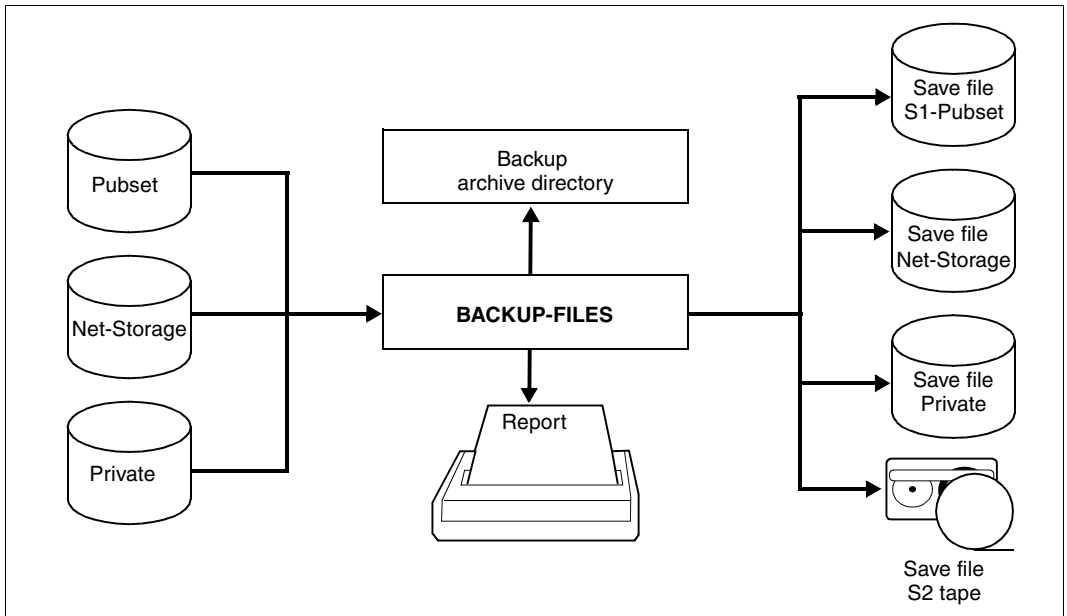 Pubset
Net-Storage
Private
Backup
archive directory
BACKUP-FILES
Report
Save file
S1-Pubset
Save file
Net-Storage
Save file
Private
Save file
S2 tape